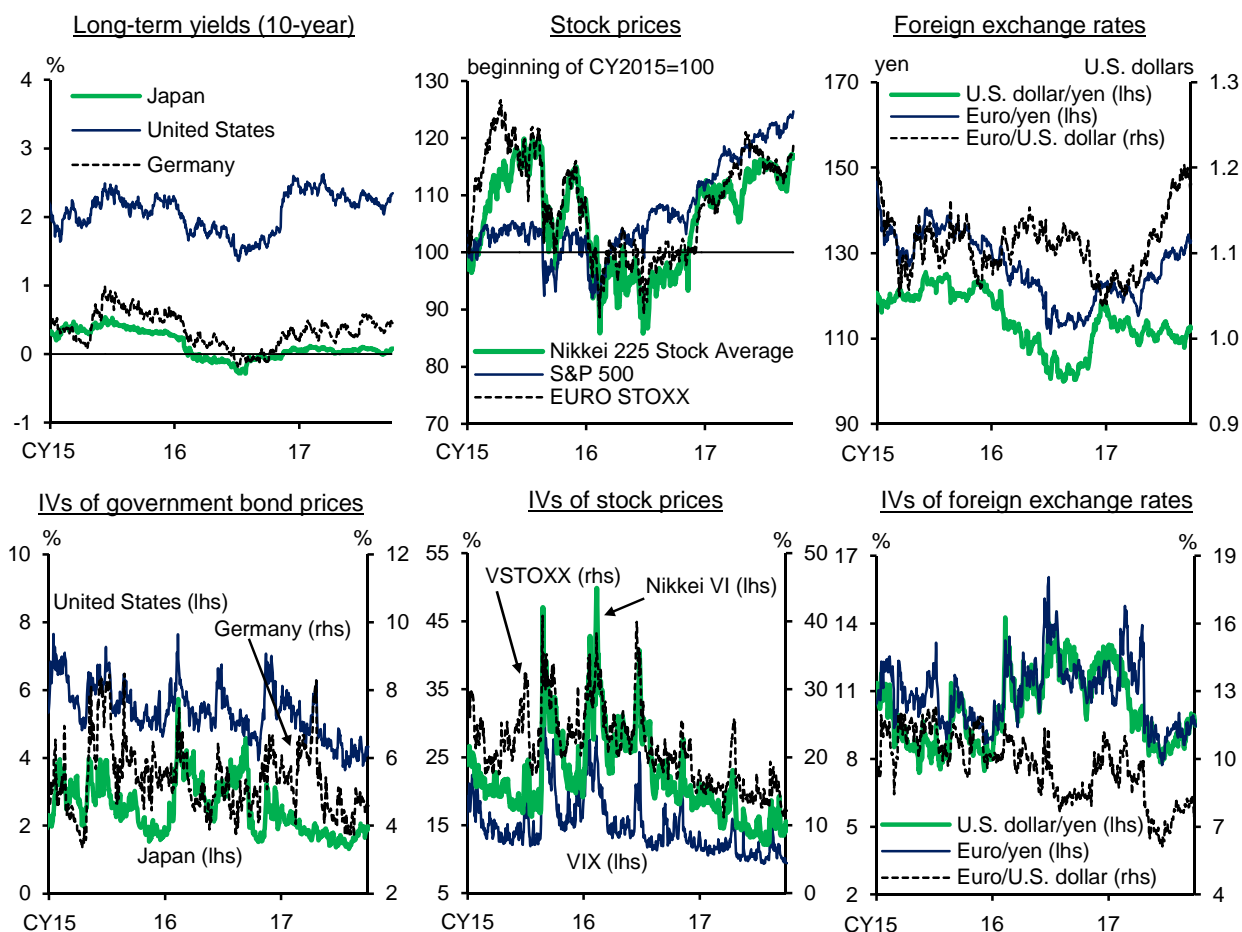 Long-term yields (10-year)
%
4
3
2
1
0
-1
Japan
United States
Germany
CY15 16 17
Stock prices
beginning of CY2015=100
130
120
110
100
90
80
70
Nikkei 225 Stock Average
S&P 500
EURO STOXX
CY15 16 17
Foreign exchange rates
yen U.S. dollars
170 1.3
150 1.2
130 1.1
110 1.0
90 0.9
U.S. dollar/yen (lhs)
Euro/yen (lhs)
Euro/U.S. dollar (rhs)
CY15 16 17
IVs of government bond prices
% %
10 12
8 10
6 8
4 6
2 4
0 2
United States (lhs)
Germany (rhs)
Japan (lhs)
CY15 16 17
IVs of stock prices
% %
55 50
45 40
35 30
25 20
15 10
5 0
VSTOXX (rhs)
Nikkei VI (lhs)
VIX (lhs)
CY15 16 17
IVs of foreign exchange rates
% %
17 19
14 16
11 13
8 10
5 7
2 4
U.S. dollar/yen (lhs)
Euro/yen (lhs)
Euro/U.S. dollar (rhs)
CY15 16 17